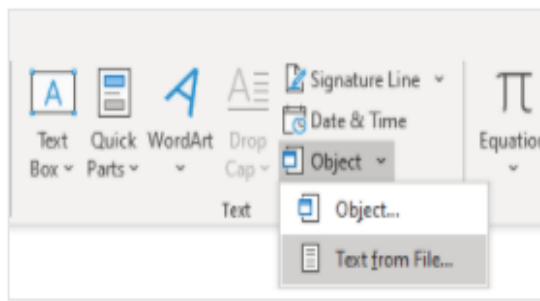 Signature Line
Date & Time
Object
Text Box
Quick Parts
WordArt
Drop Cap
Equation
Text
Object...
Text from File...